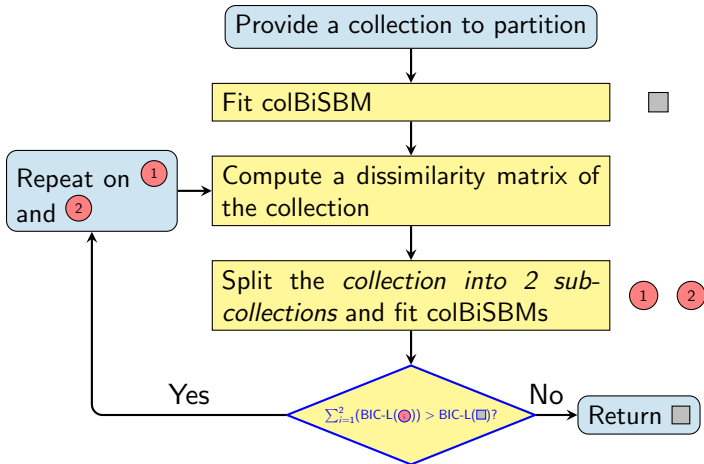 Provide a collection to partition
Fit colBiSBM
Repeat on 1
and 2
Compute a dissimilarity matrix of
the collection
Split the collection into 2 sub-
collections and fit colBiSBMs
1 2
Yes
∑²ᵢ₌₁(BIC-L(i)) > BIC-L(■)?
No
Return